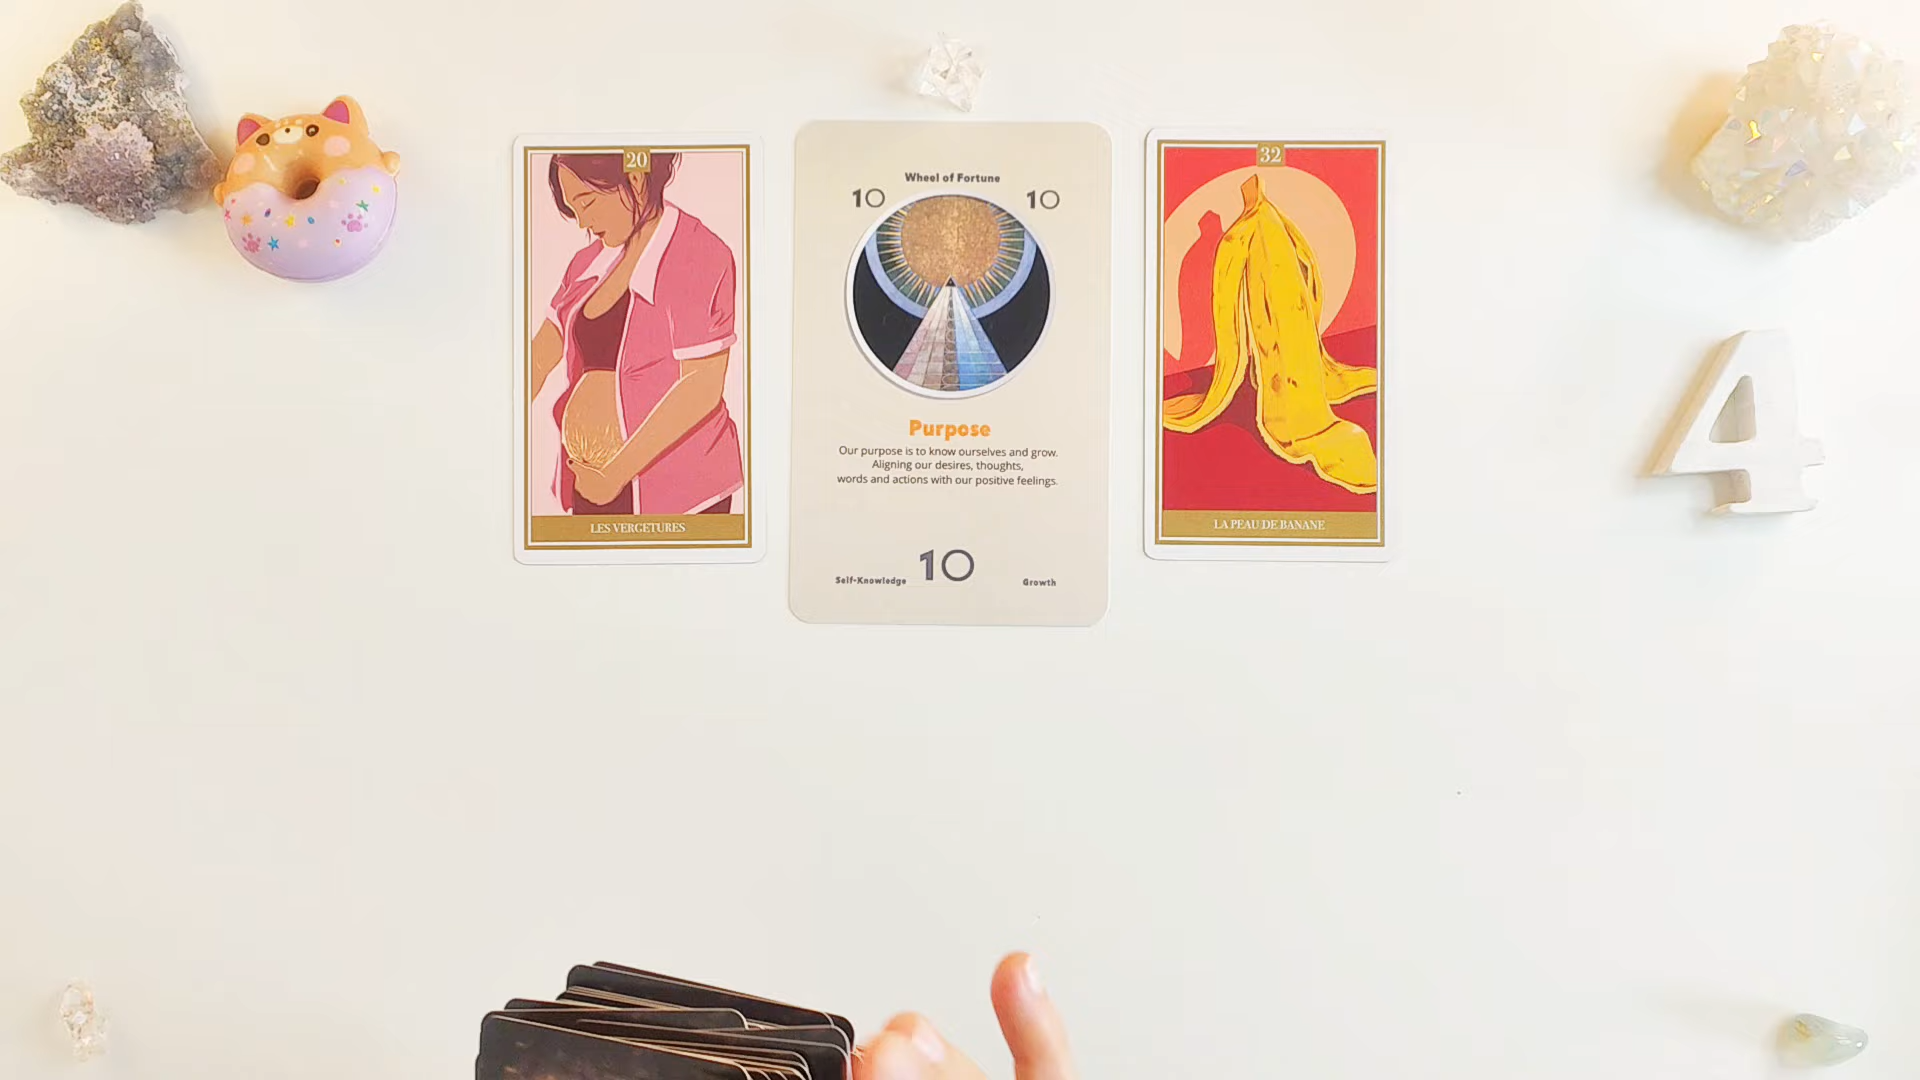 20
LES VERGETURES
Wheel of Fortune
10 10
Purpose
Our purpose is to know ourselves and grow.
Aligning our desires, thoughts,
words and actions with our positive feelings.
Self-Knowledge 10 Growth
32
LA PEAU DE BANANE
4